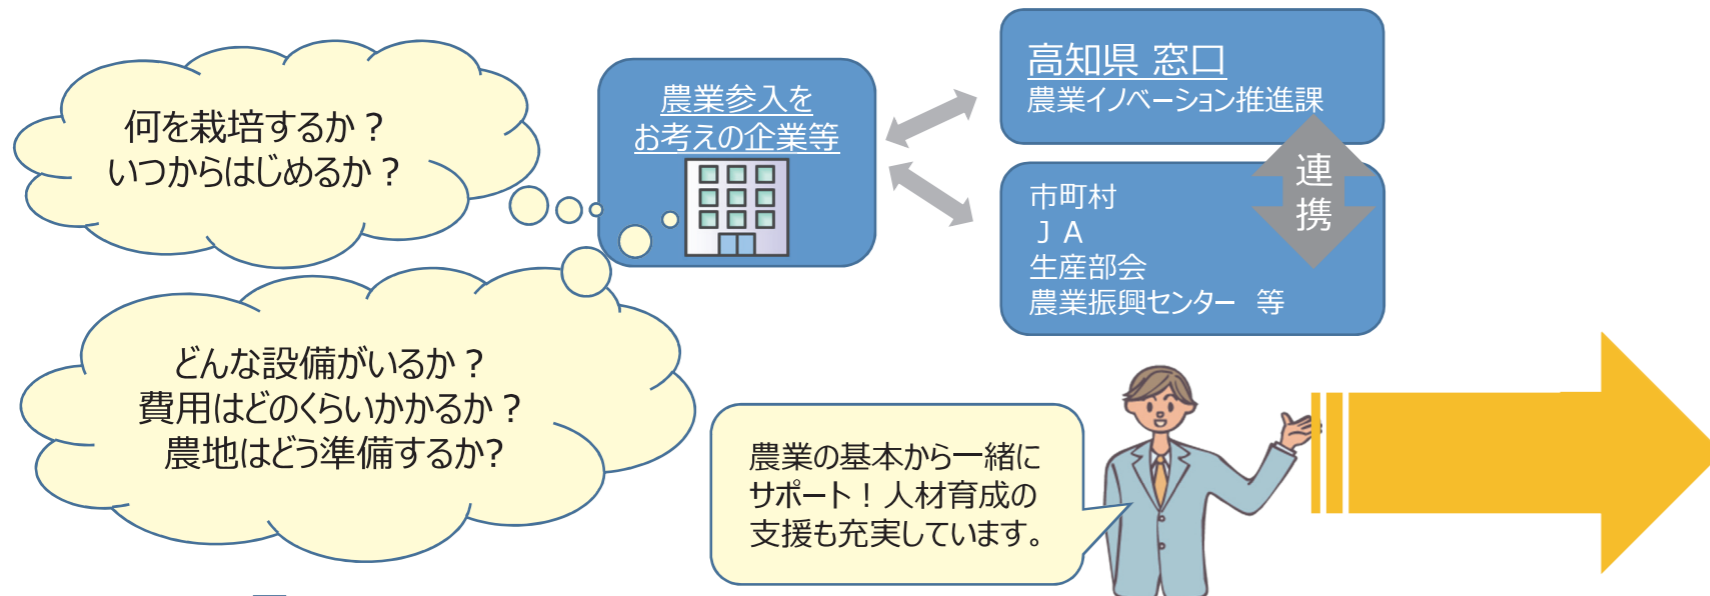 何を栽培するか？
いつからはじめるか？
どんな設備がいるか？
費用はどのくらいかかるか？
農地はどう準備するか?
農業参入を
お考えの企業等
高知県 窓口
農業イノベーション推進課
連
携
市町村
ＪＡ
生産部会
農業振興センター　等
農業の基本から一緒に
サポート！人材育成の
支援も充実しています。